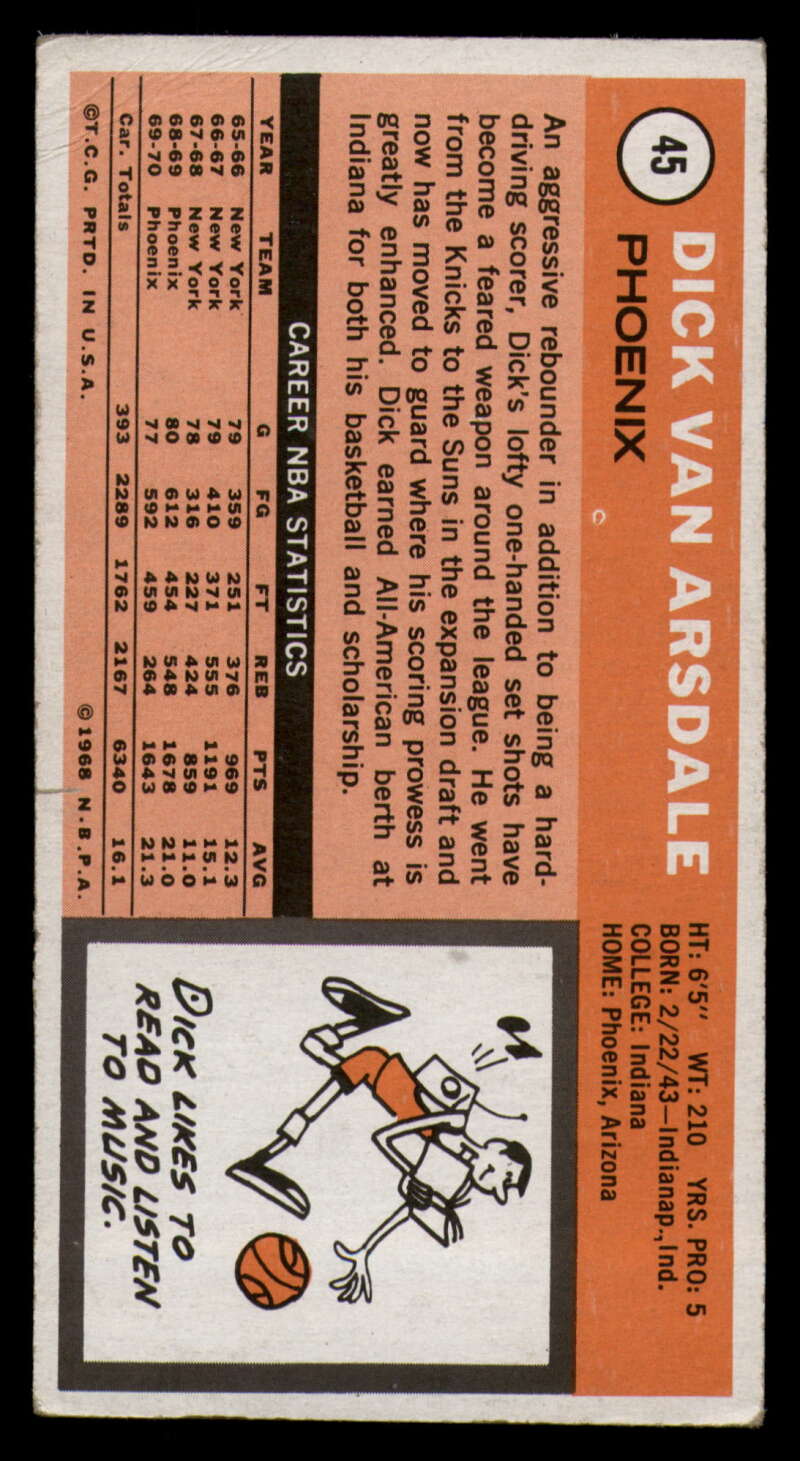 45
DICK VAN ARSDALE
PHOENIX
HT: 6'5" WT: 210 YRS. PRO: 5
BORN: 2/22/43—Indianap., Ind.
COLLEGE: Indiana
HOME: Phoenix, Arizona
An aggressive rebounder in addition to being a hard-
driving scorer, Dick's lofty one-handed set shots have
become a feared weapon around the league. He went
from the Knicks to the Suns in the expansion draft and
now has moved to guard where his scoring prowess is
greatly enhanced. Dick earned All-American berth at
Indiana for both his basketball and scholarship.
CAREER NBA STATISTICS
YEAR TEAM G FG FT REB PTS AVG
65-66 New York 79 359 251 376 969 12.3
66-67 New York 79 410 371 555 1191 15.1
67-68 New York 78 316 227 424 859 11.0
68-69 Phoenix 80 612 454 548 1678 21.0
69-70 Phoenix 77 592 459 264 1643 21.3
Car. Totals 393 2289 1762 2167 6340 16.1
©T.C.G. PRTD. IN U.S.A. ©1968 N.B.P.A.
DICK LIKES TO
READ AND LISTEN
TO MUSIC.